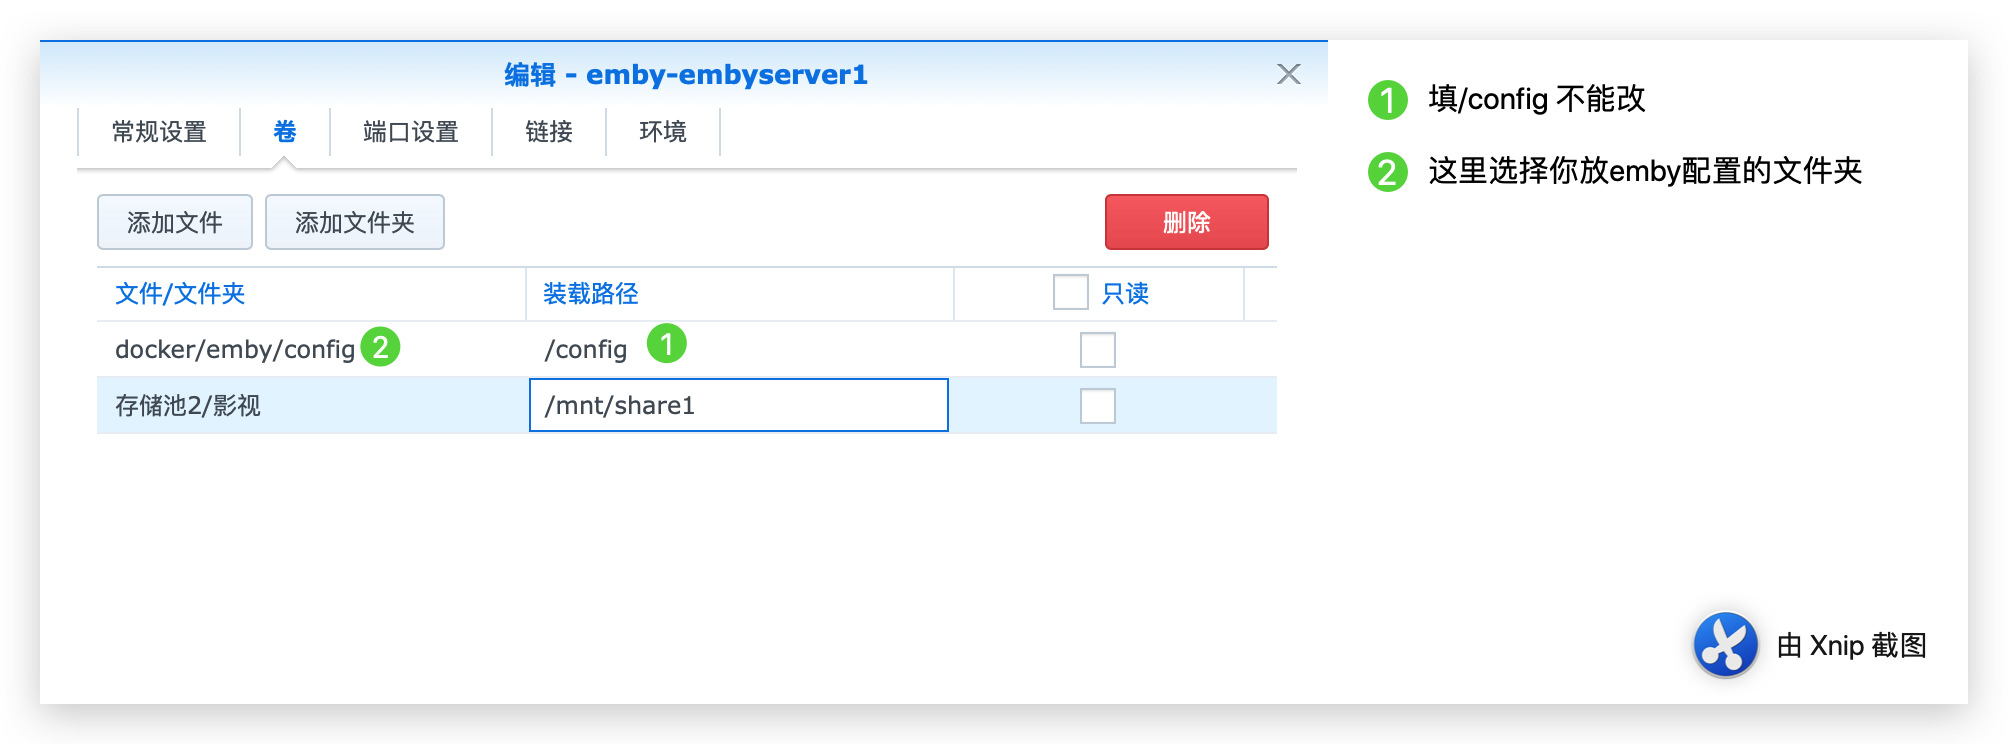 编辑 - emby-embyserver1
常规设置 卷 端口设置 链接 环境
添加文件 添加文件夹 删除
文件/文件夹 装载路径 只读
docker/emby/config 2 /config 1
存储池2/影视 /mnt/share1
1 填/config 不能改
2 这里选择你放emby配置的文件夹
由 Xnip 截图